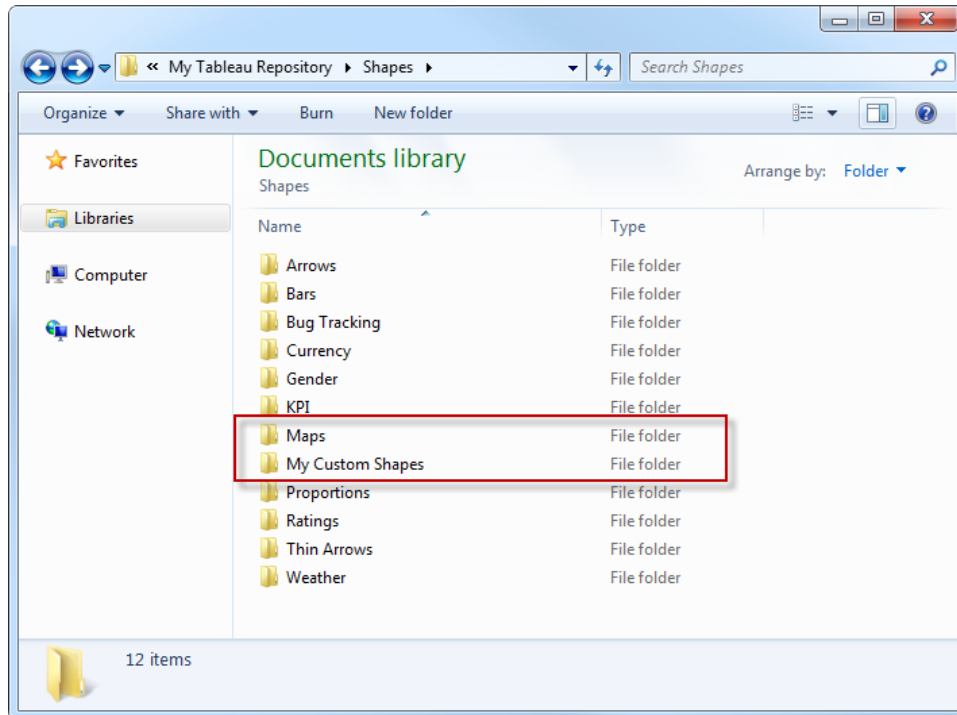 « My Tableau Repository Shapes Search Shapes
Organize Share with Burn New folder
Favorites
Libraries
Computer
Network
Documents library
Shapes
Arrange by: Folder
Name Type
Arrows File folder
Bars File folder
Bug Tracking File folder
Currency File folder
Gender File folder
KPI File folder
Maps File folder
My Custom Shapes File folder
Proportions File folder
Ratings File folder
Thin Arrows File folder
Weather File folder
12 items